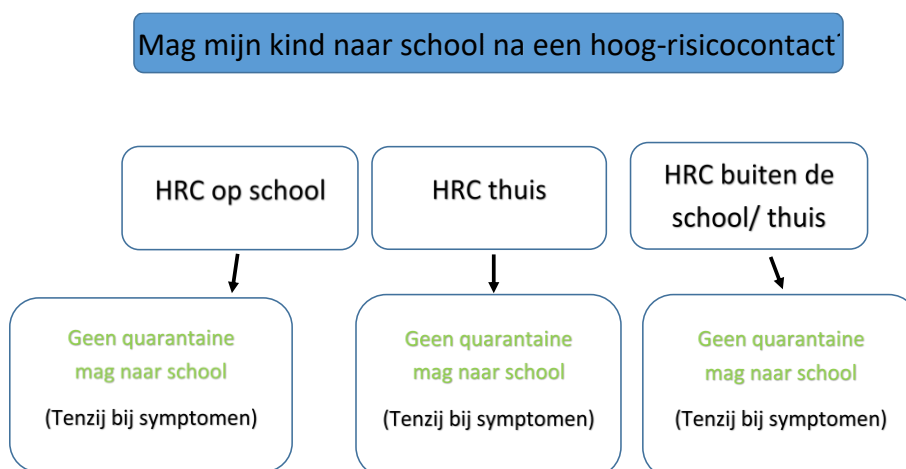 Mag mijn kind naar school na een hoog-risicocontact
HRC op school
HRC thuis
HRC buiten de
school/ thuis
Geen quarantaine
mag naar school
(Tenzij bij symptomen)
Geen quarantaine
mag naar school
(Tenzij bij symptomen)
Geen quarantaine
mag naar school
(Tenzij bij symptomen)